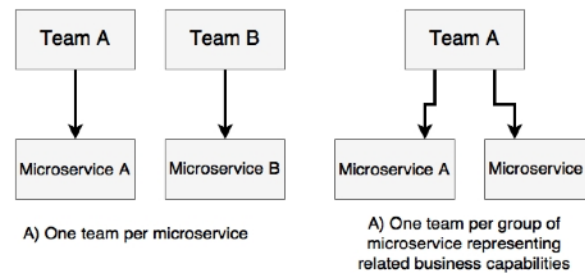 Team A
Team B
Team A
Microservice A
Microservice B
Microservice A
Microservice
A) One team per microservice
A) One team per group of
microservice representing
related business capabilities